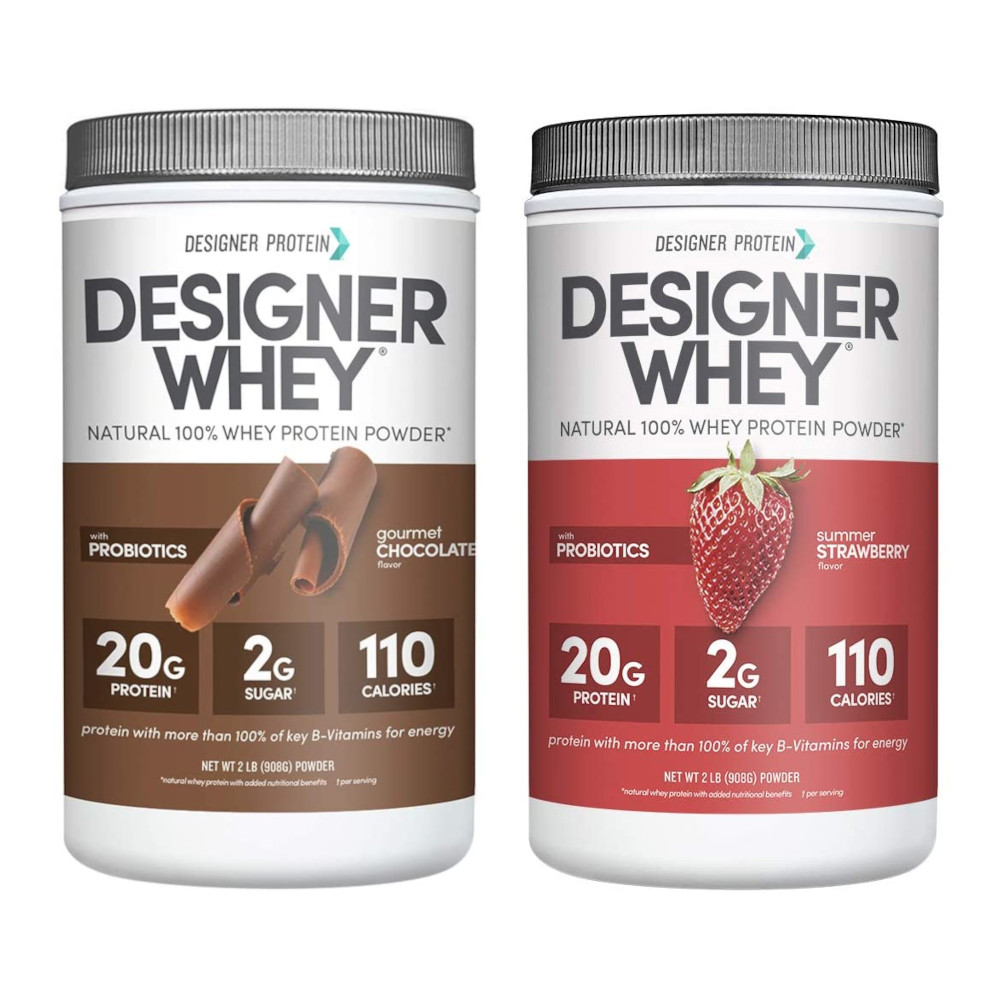 DESIGNER PROTEIN
DESIGNER
WHEY®
NATURAL 100% WHEY PROTEIN POWDER*
with
PROBIOTICS
gourmet
CHOCOLATE
flavor
20G
PROTEIN†
2G
SUGAR†
110
CALORIES†
protein with more than 100% of key B-Vitamins for energy
NET WT 2 LB (908G) POWDER
*natural whey protein with added nutritional benefits †per serving
DESIGNER PROTEIN
DESIGNER
WHEY®
NATURAL 100% WHEY PROTEIN POWDER*
with
PROBIOTICS
summer
STRAWBERRY
flavor
20G
PROTEIN†
2G
SUGAR†
110
CALORIES†
protein with more than 100% of key B-Vitamins for energy
NET WT 2 LB (908G) POWDER
*natural whey protein with added nutritional benefits †per serving